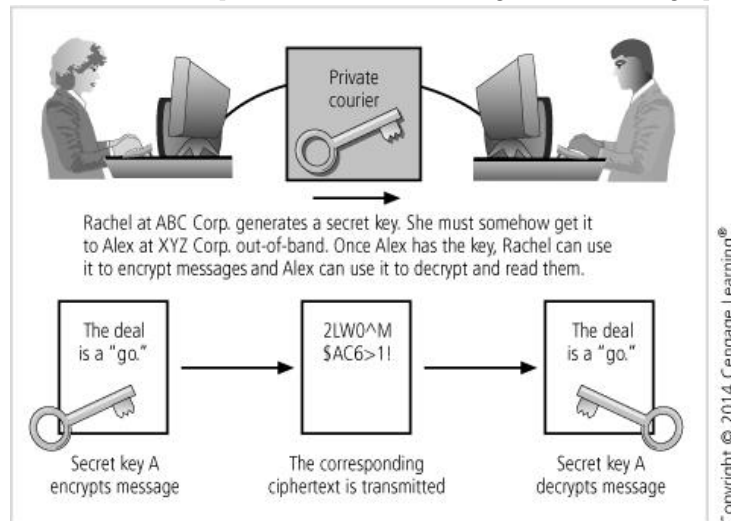 Private
courier
Rachel at ABC Corp. generates a secret key. She must somehow get it
to Alex at XYZ Corp. out-of-band. Once Alex has the key, Rachel can use
it to encrypt messages and Alex can use it to decrypt and read them.
The deal
is a "go."
2LW0^M
$AC6>1!
The deal
is a "go."
Secret key A
encrypts message
The corresponding
ciphertext is transmitted
Secret key A
decrypts message
Copyright © 2014 Cengage Learning®